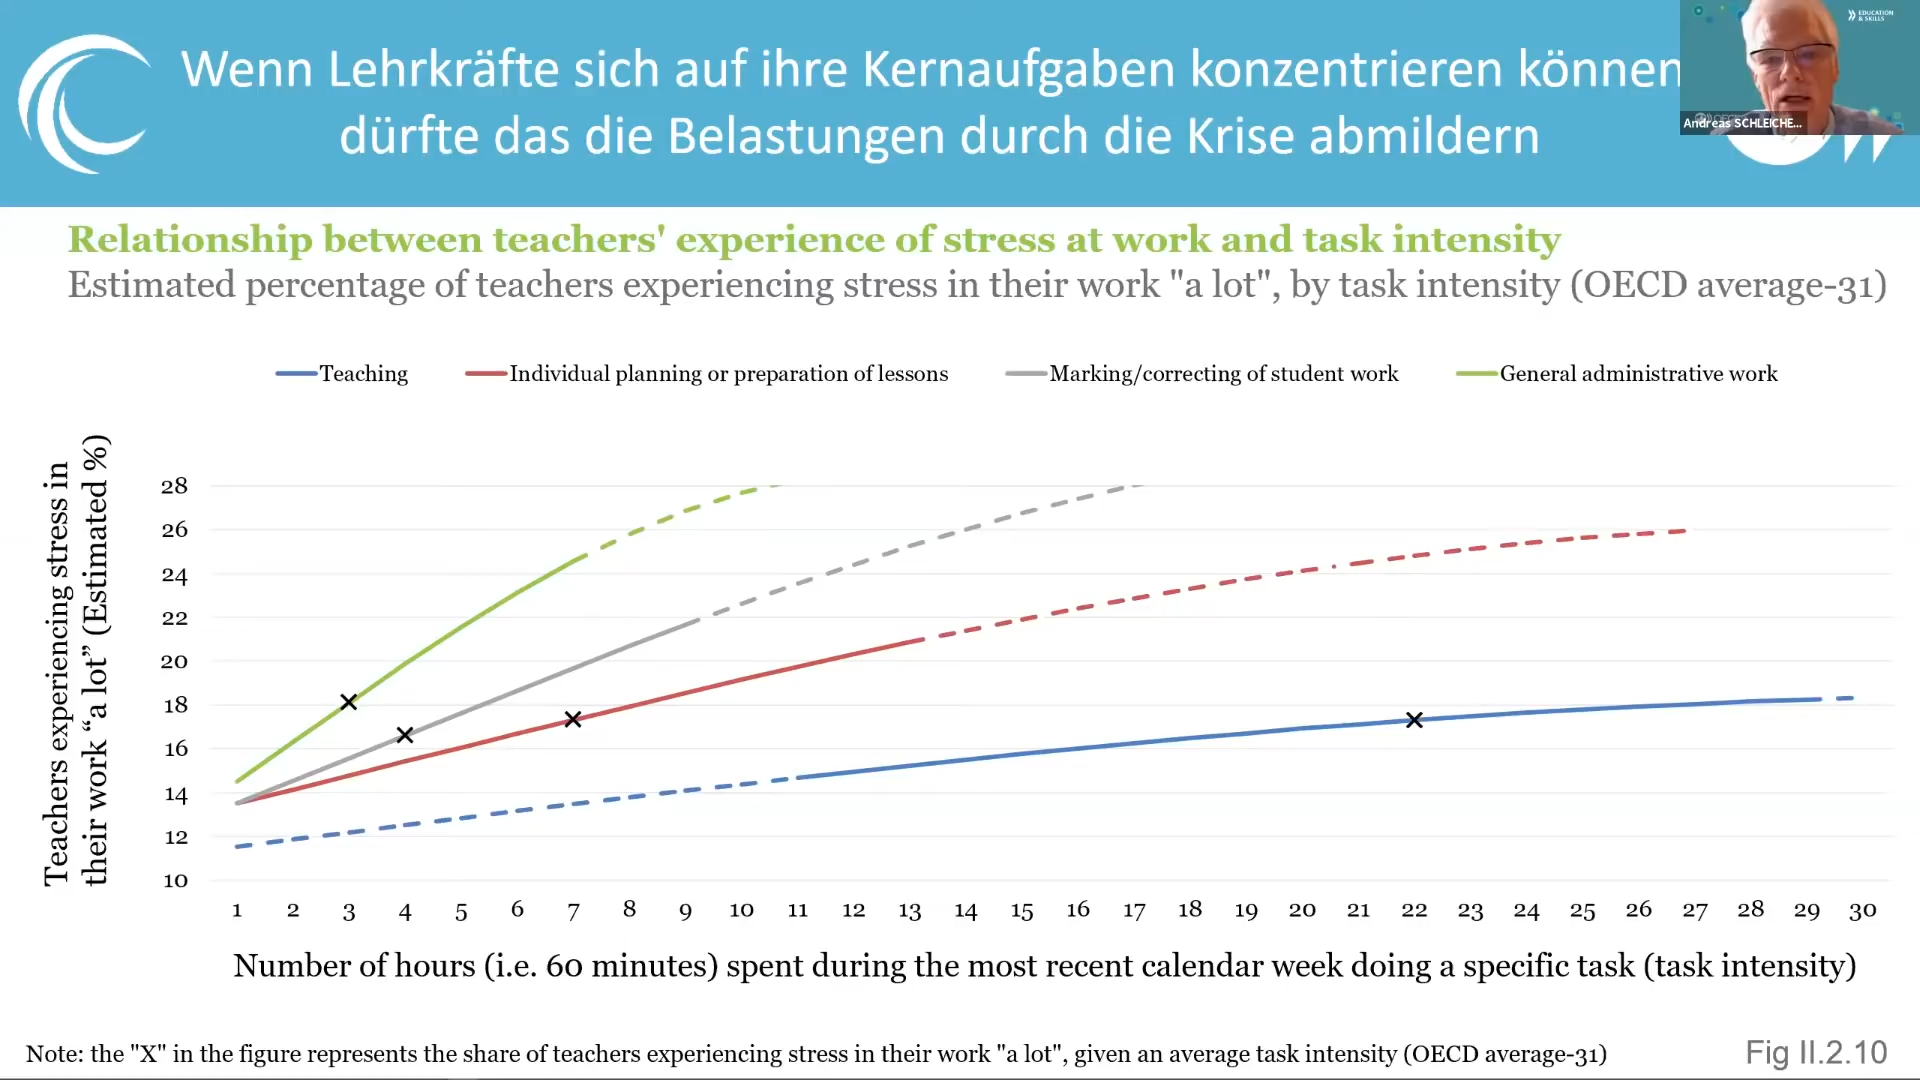 Wenn Lehrkräfte sich auf ihre Kernaufgaben konzentrieren können
dürfte das die Belastungen durch die Krise abmildern
EDUCATION
& SKILLS
Andreas SCHLEICHE...
Relationship between teachers' experience of stress at work and task intensity
Estimated percentage of teachers experiencing stress in their work "a lot", by task intensity (OECD average-31)
Teaching
Individual planning or preparation of lessons
Marking/correcting of student work
General administrative work
Teachers experiencing stress in
their work “a lot” (Estimated %)
28
26
24
22
20
18
16
14
12
10
1 2 3 4 5 6 7 8 9 10 11 12 13 14 15 16 17 18 19 20 21 22 23 24 25 26 27 28 29 30
Number of hours (i.e. 60 minutes) spent during the most recent calendar week doing a specific task (task intensity)
Note: the "X" in the figure represents the share of teachers experiencing stress in their work "a lot", given an average task intensity (OECD average-31)
Fig II.2.10